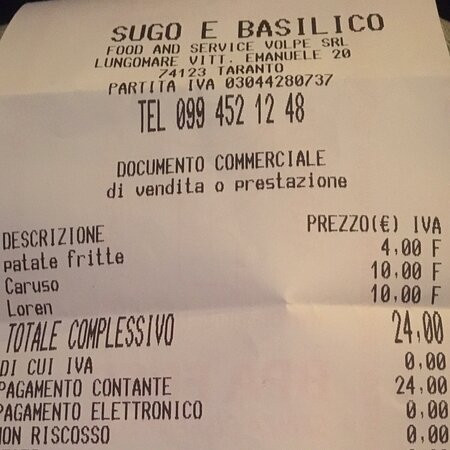 SUGO E BASILICO
FOOD AND SERVICE VOLPE SRL
LUNGOMARE VITT. EMANUELE 20
74123 TARANTO
PARTITA IVA 03044280737
TEL 099 452 12 48
DOCUMENTO COMMERCIALE
di vendita o prestazione
DESCRIZIONE PREZZO(€) IVA
patate fritte 4,00 F
Caruso 10,00 F
Loren 10,00 F
TOTALE COMPLESSIVO 24,00
DI CUI IVA 0,00
PAGAMENTO CONTANTE 24,00
PAGAMENTO ELETTRONICO 0,00
NON RISCOSSO 0,00